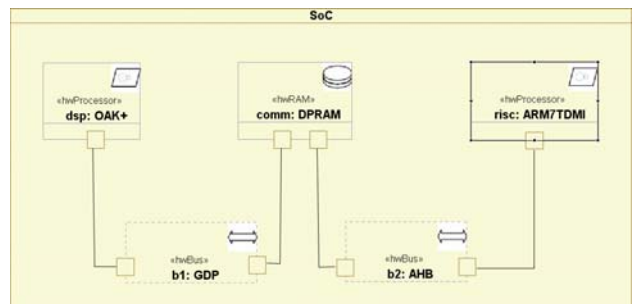 SoC
«hwProcessor»
dsp: OAK+
«hwRAM»
comm: DPRAM
«hwProcessor»
risc: ARM7TDMI
«hwBus»
b1: GDP
«hwBus»
b2: AHB